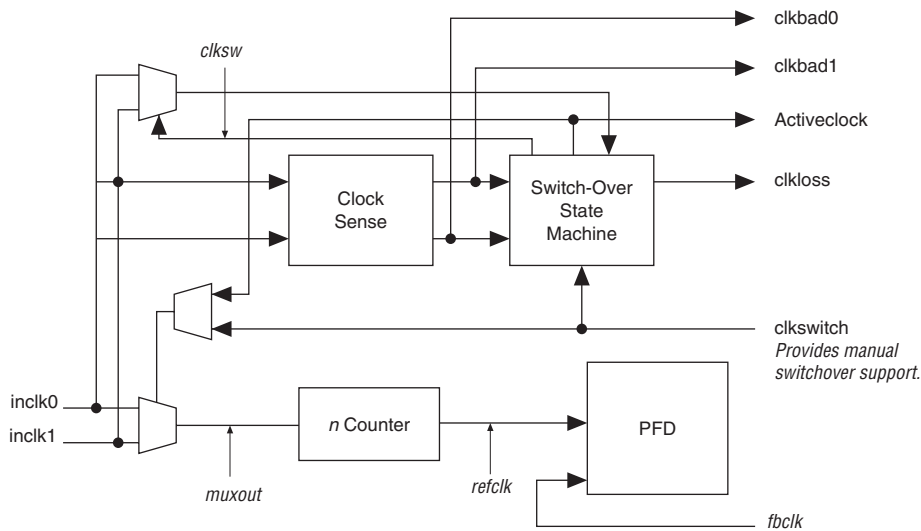 clkbad0
clksw
clkbad1
Activeclock
Clock
Sense
Switch-Over
State
Machine
clkloss
clkswitch
Provides manual
switchover support.
inclk0
inclk1
n Counter
PFD
muxout
refclk
fbclk